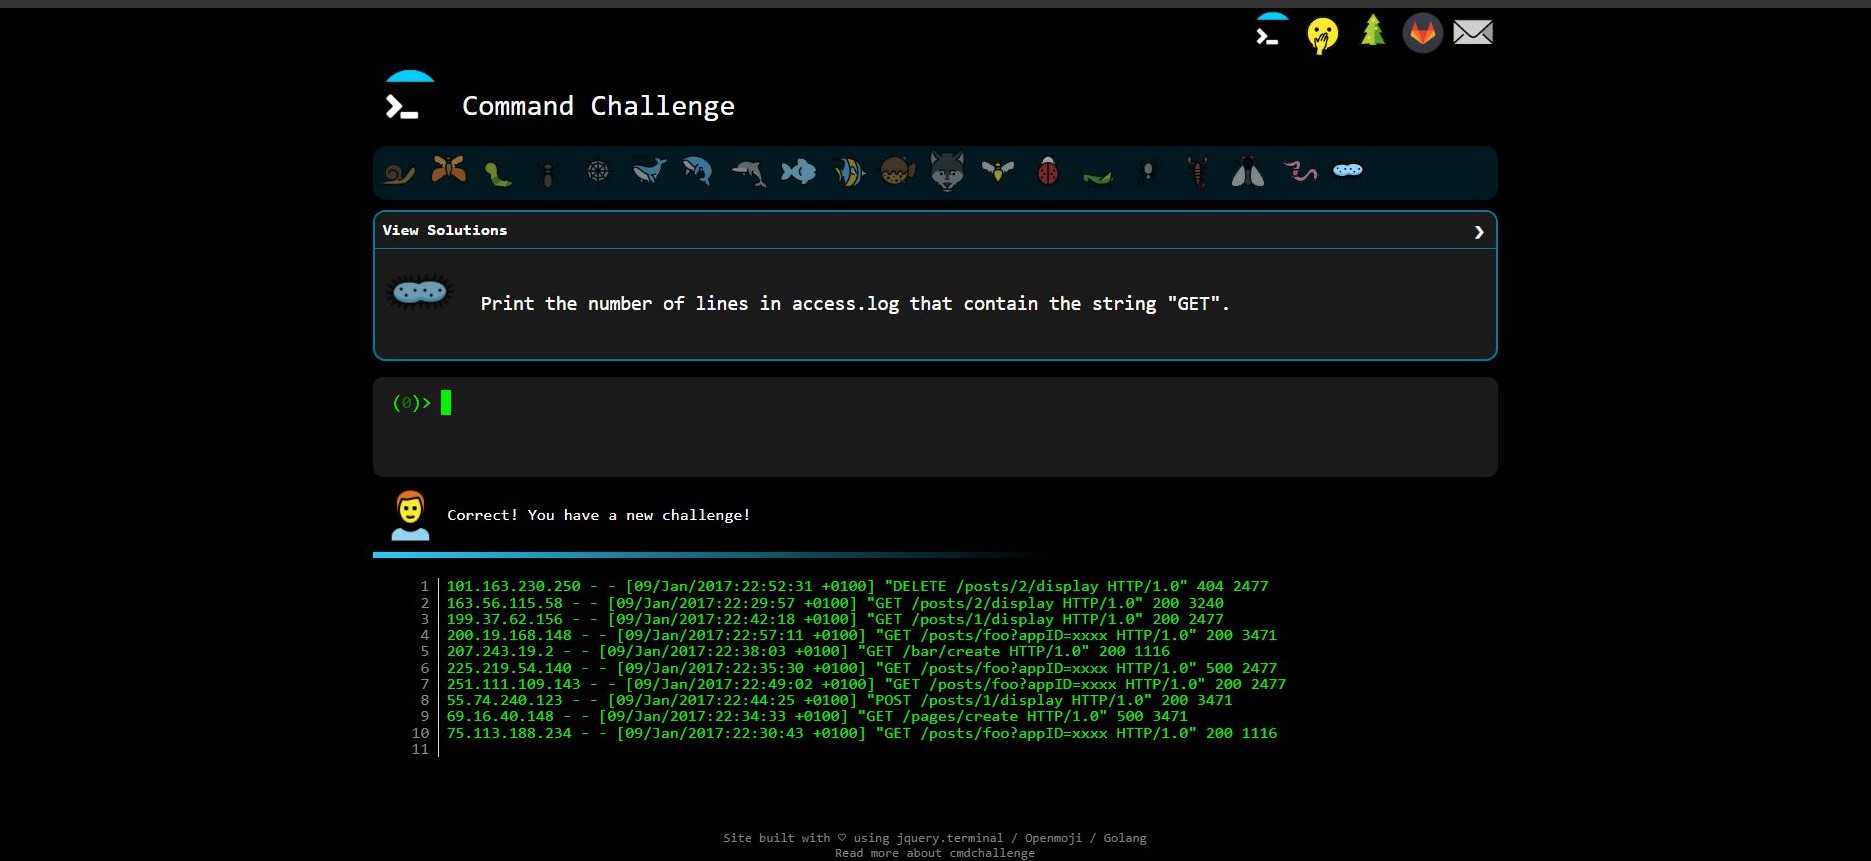 Command Challenge
View Solutions
Print the number of lines in access.log that contain the string "GET".
(0)>
Correct! You have a new challenge!
1 101.163.230.250 - - [09/Jan/2017:22:52:31 +0100] "DELETE /posts/2/display HTTP/1.0" 404 2477
2 163.56.115.58 - - [09/Jan/2017:22:29:57 +0100] "GET /posts/2/display HTTP/1.0" 200 3240
3 199.37.62.156 - - [09/Jan/2017:22:42:18 +0100] "GET /posts/1/display HTTP/1.0" 200 2477
4 200.19.168.148 - - [09/Jan/2017:22:57:11 +0100] "GET /posts/foo?appID=xxxx HTTP/1.0" 200 3471
5 207.243.19.2 - - [09/Jan/2017:22:38:03 +0100] "GET /bar/create HTTP/1.0" 200 1116
6 225.219.54.140 - - [09/Jan/2017:22:35:30 +0100] "GET /posts/foo?appID=xxxx HTTP/1.0" 500 2477
7 251.111.109.143 - - [09/Jan/2017:22:49:02 +0100] "GET /posts/foo?appID=xxxx HTTP/1.0" 200 2477
8 55.74.240.123 - - [09/Jan/2017:22:44:25 +0100] "POST /posts/1/display HTTP/1.0" 200 3471
9 69.16.40.148 - - [09/Jan/2017:22:34:33 +0100] "GET /pages/create HTTP/1.0" 500 3471
10 75.113.188.234 - - [09/Jan/2017:22:30:43 +0100] "GET /posts/foo?appID=xxxx HTTP/1.0" 200 1116
11
Site built with ♡ using jquery.terminal / Openmoji / Golang
Read more about cmdchallenge